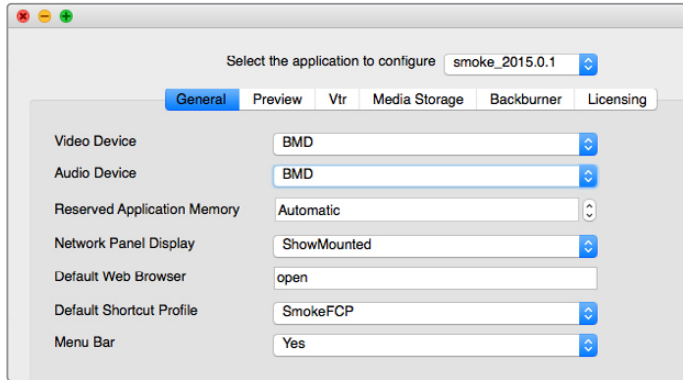 Select the application to configure smoke_2015.0.1
General Preview Vtr Media Storage Backburner Licensing
Video Device BMD
Audio Device BMD
Reserved Application Memory Automatic
Network Panel Display ShowMounted
Default Web Browser open
Default Shortcut Profile SmokeFCP
Menu Bar Yes